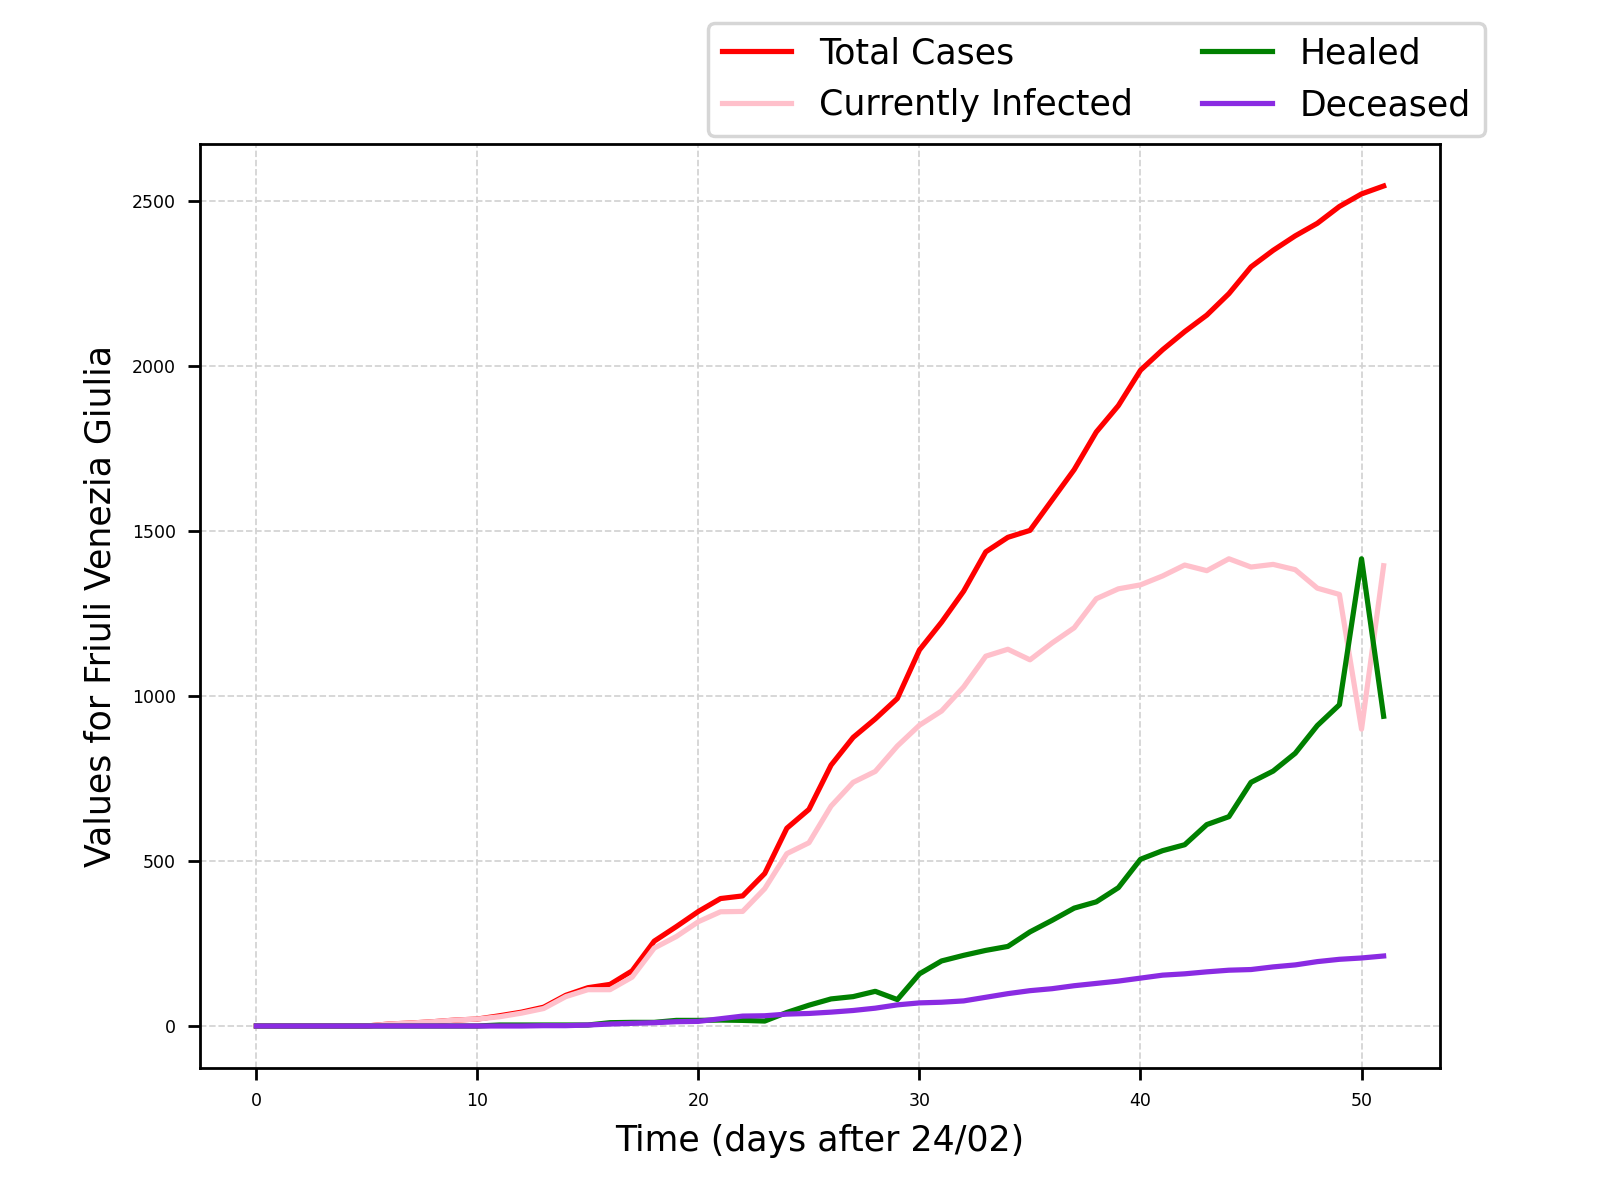 Total Cases
Currently Infected
Healed
Deceased
2500
2000
1500
1000
500
0
Values for Friuli Venezia Giulia
0 10 20 30 40 50
Time (days after 24/02)